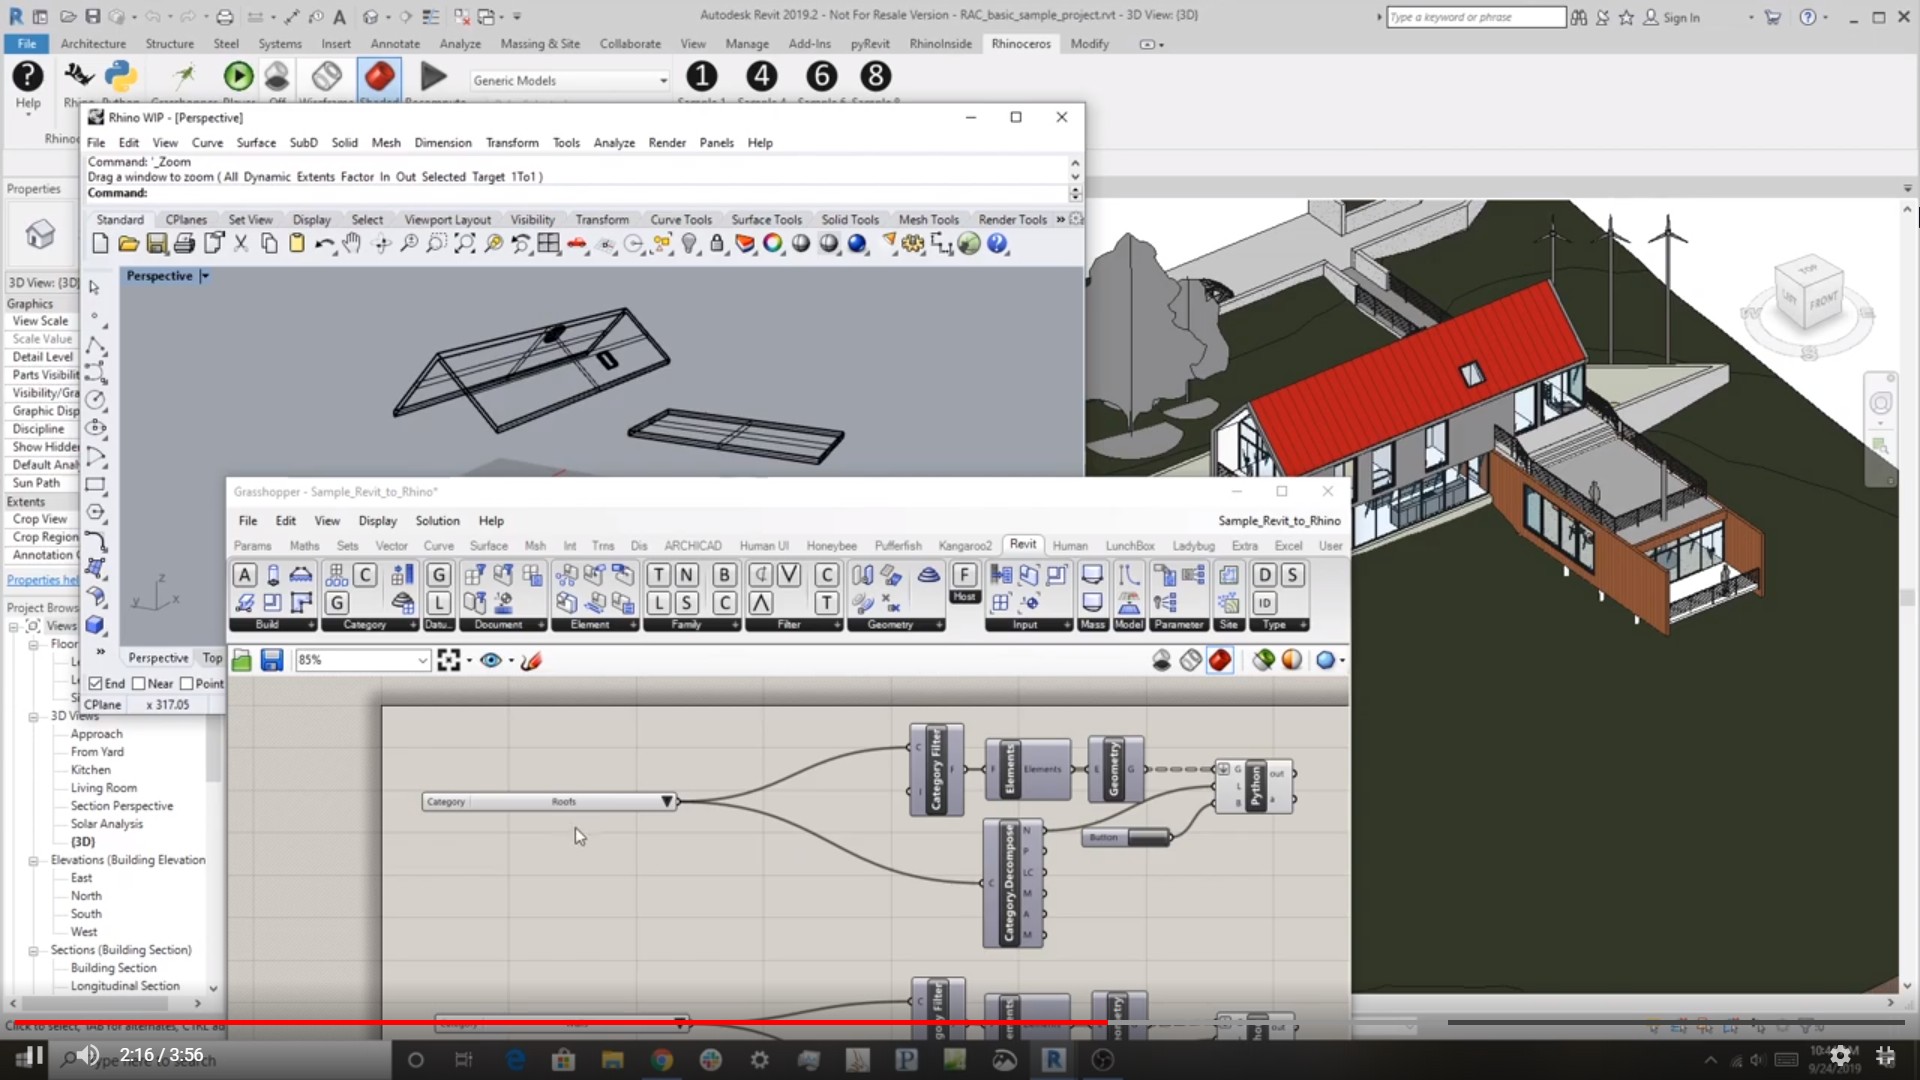 Autodesk Revit 2019.2 - Not For Resale Version - RAC_basic_sample_project.rvt - 3D View: {3D}
Type a keyword or phrase
Sign In
File Architecture Structure Steel Systems Insert Annotate Analyze Massing & Site Collaborate View Manage Add-Ins pyRevit RhinoInside Rhinoceros Modify
Generic Models
1 4 6 8
Help
Rhino WIP - [Perspective]
File Edit View Curve Surface SubD Solid Mesh Dimension Transform Tools Analyze Render Panels Help
Command: '_Zoom
Drag a window to zoom ( All Dynamic Extents Factor In Out Selected Target 1To1 )
Command:
Standard CPlanes Set View Display Select Viewport Layout Visibility Transform Curve Tools Surface Tools Solid Tools Mesh Tools Render Tools
Perspective
z
y x
Perspective Top
End Near Point
CPlane x 317.05
Properties
3D View: {3D}
Graphics
View Scale
Scale Value
Detail Level
Parts Visibilit
Visibility/Gra
Graphic Disp
Discipline
Show Hidden
Default Anal
Sun Path
Extents
Crop View
Crop Region
Annotation C
Properties help
Project Brows
Views
Floor
3D Views
Approach
From Yard
Kitchen
Living Room
Section Perspective
Solar Analysis
{3D}
Elevations (Building Elevation
East
North
South
West
Sections (Building Section)
Building Section
Longitudinal Section
TOP
LEFT FRONT
Grasshopper - Sample_Revit_to_Rhino*
File Edit View Display Solution Help
Sample_Revit_to_Rhino
Params Maths Sets Vector Curve Surface Msh Int Trns Dis ARCHICAD Human UI Honeybee Pufferfish Kangaroo2 Revit Human LunchBox Ladybug Extra Excel User
A C G T N B C F D S
G L L S C T ID
Host
Build Category Datu... Document Element Family Filter Geometry Input Mass Model Parameter Site Type
85%
Category Roofs
C I Category Filter F
F Elements Elements
E Geometry G
G L B Python out a
Button
C Category.Decompose N P LC M A M
2:16 / 3:56
Type here to search
9/24/2019